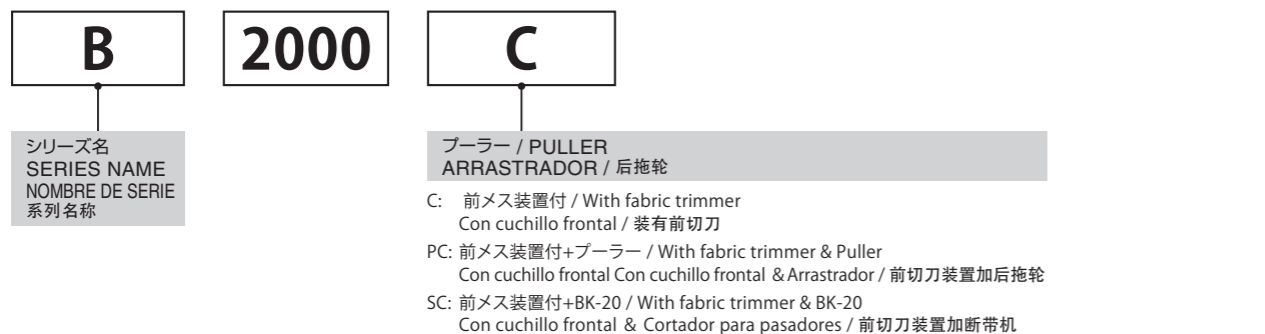 B 2000 C
シリーズ名
SERIES NAME
NOMBRE DE SERIE
系列名称
プーラー / PULLER
ARRASTRADOR / 后拖轮
C: 前メス装置付 / With fabric trimmer
Con cuchillo frontal / 装有前切刀
PC: 前メス装置付+プーラー / With fabric trimmer & Puller
Con cuchillo frontal Con cuchillo frontal & Arrastrador / 前切刀装置加后拖轮
SC: 前メス装置付+BK-20 / With fabric trimmer & BK-20
Con cuchillo frontal & Cortador para pasadores / 前切刀装置加断带机